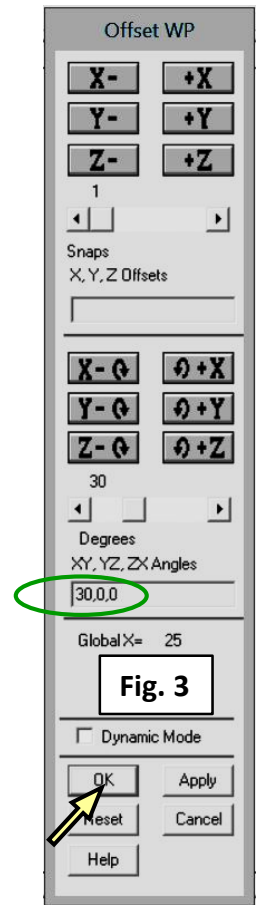 Offset WP
X- +X
Y- +Y
Z- +Z
1
Snaps
X, Y, Z Offsets
X- +X
Y- +Y
Z- +Z
30
Degrees
XY, YZ, ZX Angles
30,0,0
Global X= 25
Fig. 3
Dynamic Mode
OK Apply
Reset Cancel
Help